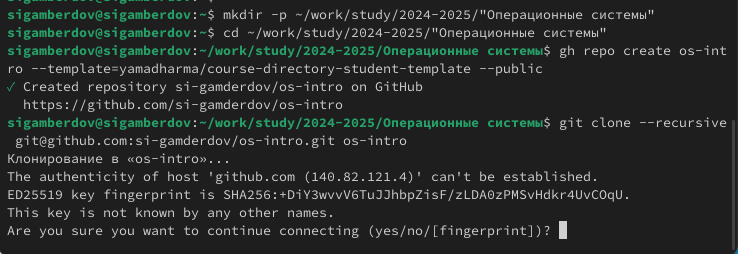 sigamberdov@sigamberdov:~$ mkdir -p ~/work/study/2024-2025/"Операционные системы"
sigamberdov@sigamberdov:~$ cd ~/work/study/2024-2025/"Операционные системы"
sigamberdov@sigamberdov:~/work/study/2024-2025/Операционные системы$ gh repo create os-int
ro --template=yamadharma/course-directory-student-template --public
✓ Created repository si-gamderdov/os-intro on GitHub
  https://github.com/si-gamderdov/os-intro
sigamberdov@sigamberdov:~/work/study/2024-2025/Операционные системы$ git clone --recursive
 git@github.com:si-gamderdov/os-intro.git os-intro
Клонирование в «os-intro»...
The authenticity of host 'github.com (140.82.121.4)' can't be established.
ED25519 key fingerprint is SHA256:+DiY3wvvV6TuJJhbpZisF/zLDA0zPMSvHdkr4UvCOqU.
This key is not known by any other names.
Are you sure you want to continue connecting (yes/no/[fingerprint])?